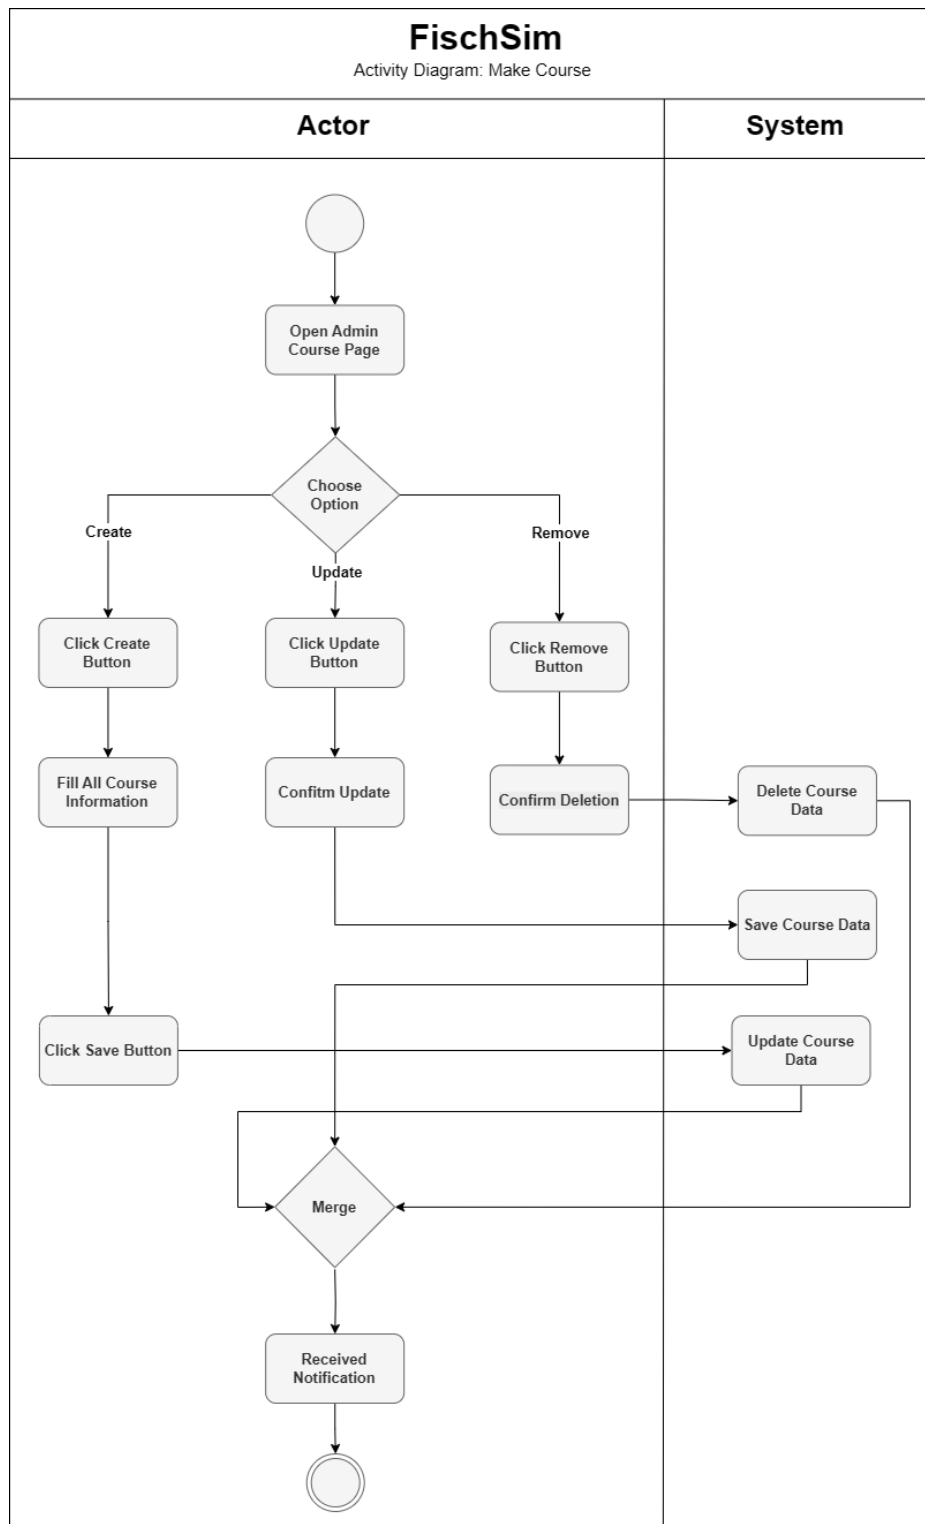 FischSim
Activity Diagram: Make Course
Actor
System
Open Admin
Course Page
Choose
Option
Create
Update
Remove
Click Create
Button
Click Update
Button
Click Remove
Button
Fill All Course
Information
Confitm Update
Confirm Deletion
Delete Course
Data
Save Course Data
Click Save Button
Update Course
Data
Merge
Received
Notification